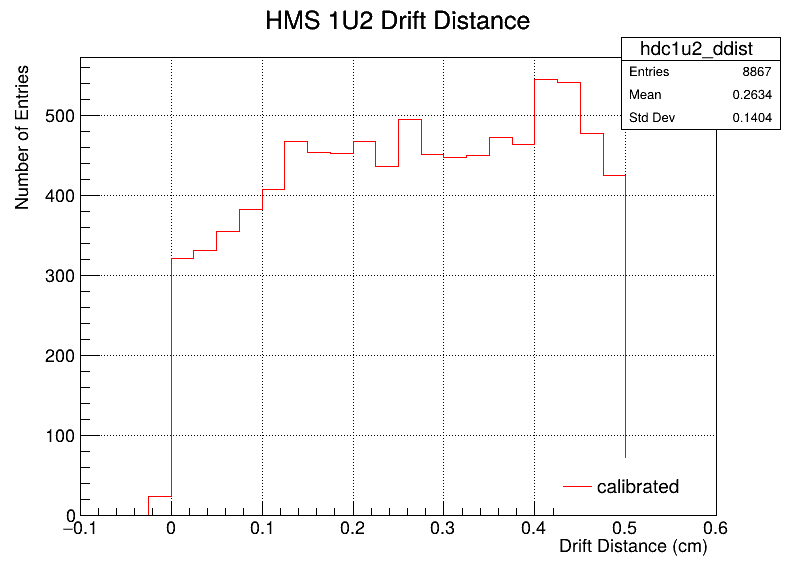 HMS 1U2 Drift Distance
hdc1u2_ddist
Entries 8867
Mean 0.2634
Std Dev 0.1404
Number of Entries
500
400
300
200
100
0
−0.1 0 0.1 0.2 0.3 0.4 0.5 0.6
calibrated
Drift Distance (cm)